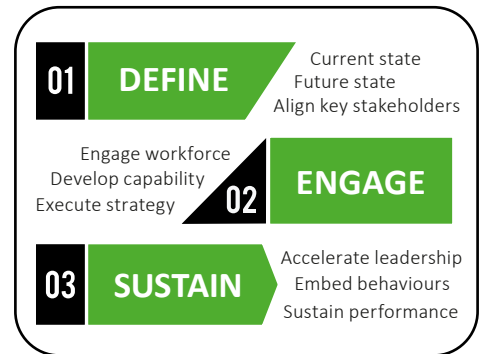 01
DEFINE
Current state
Future state
Align key stakeholders
Engage workforce
Develop capability
Execute strategy
02
ENGAGE
03
SUSTAIN
Accelerate leadership
Embed behaviours
Sustain performance